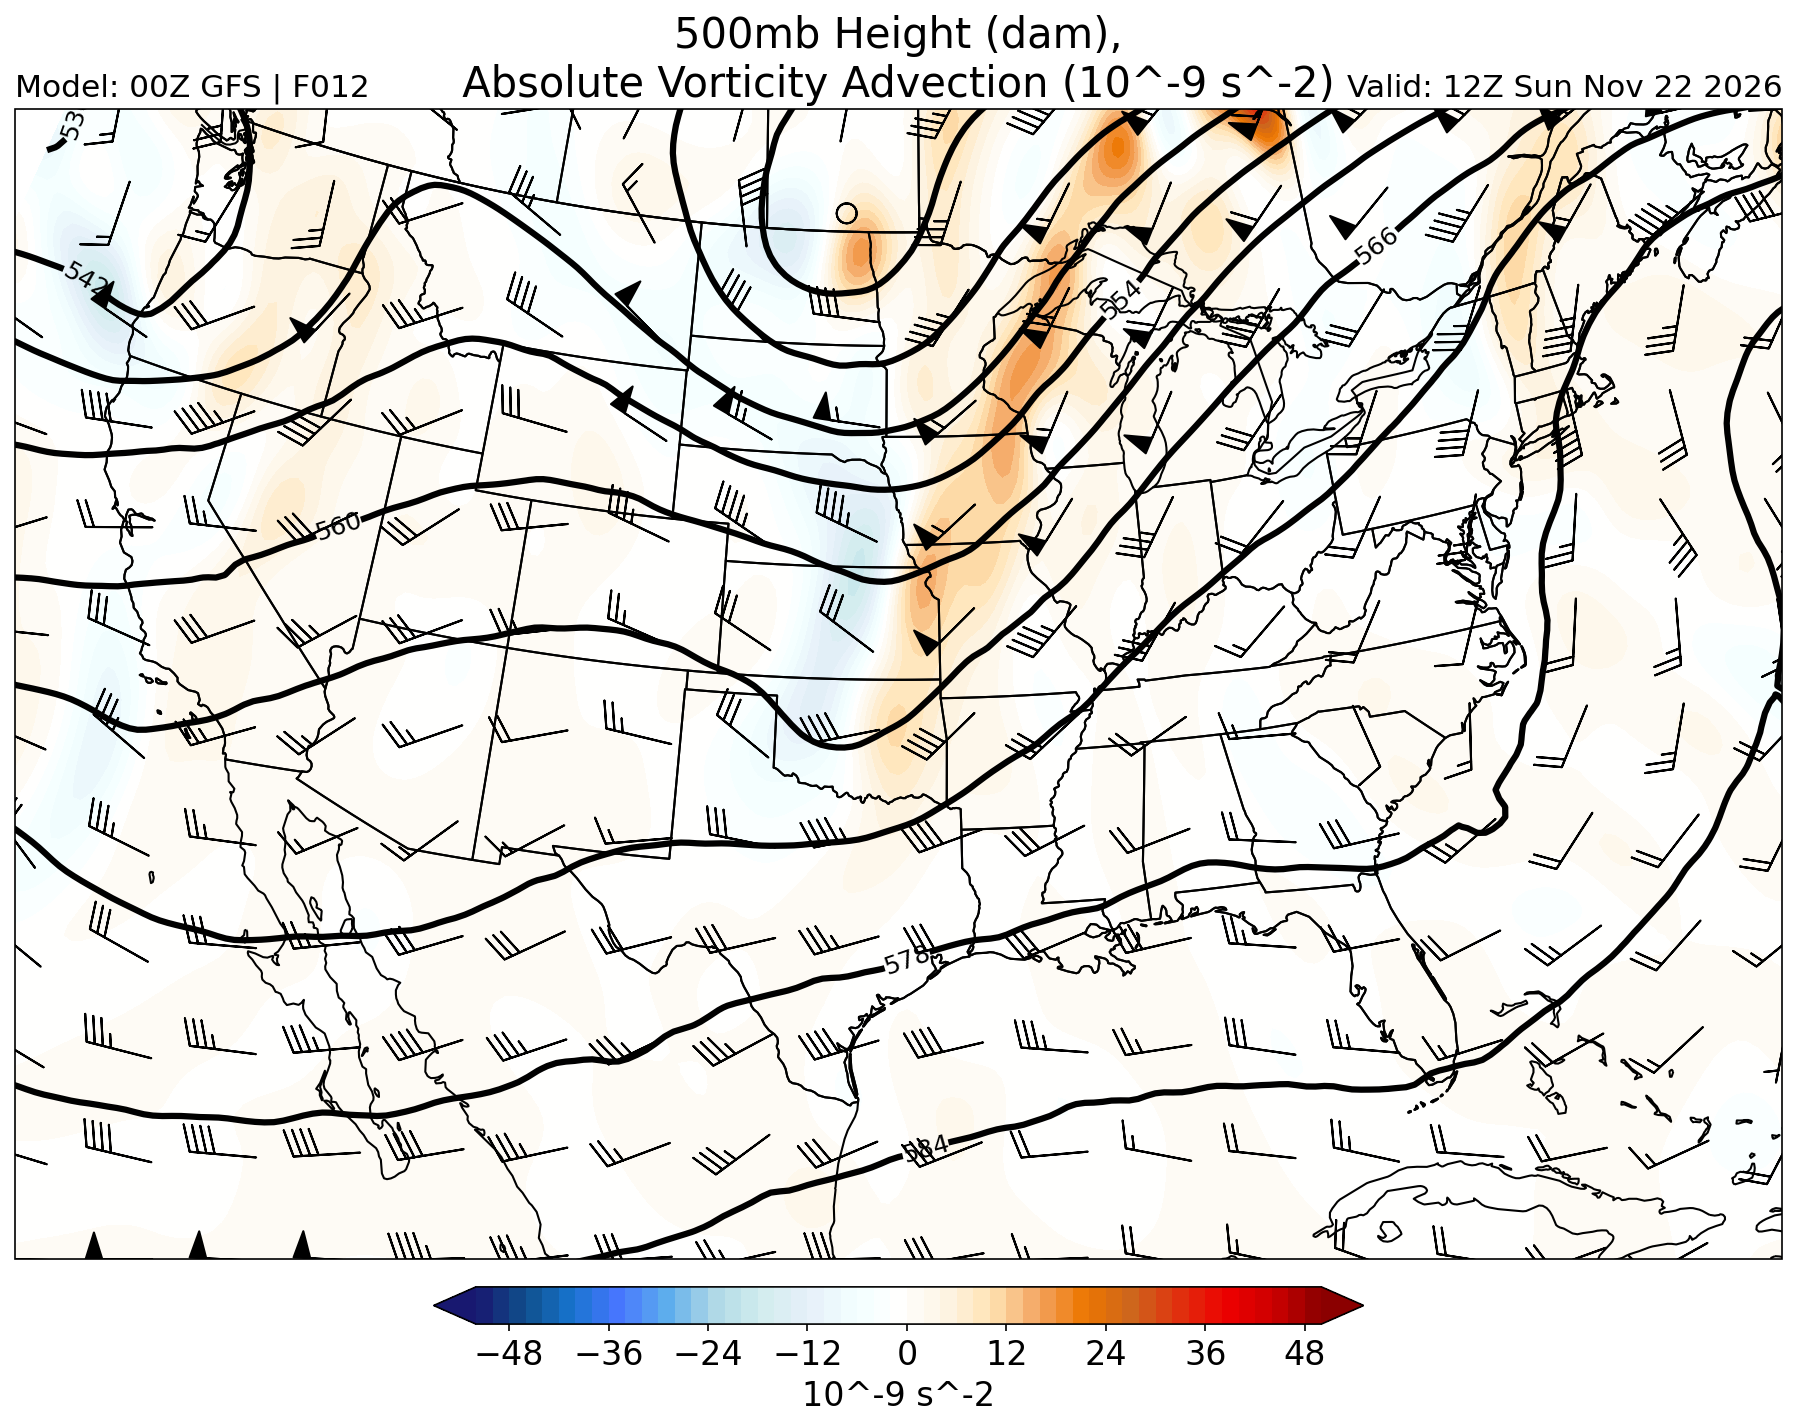 500mb Height (dam),
Model: 00Z GFS | F012
Absolute Vorticity Advection (10^-9 s^-2)
Valid: 12Z Sun Nov 22 2026
53
542
566
554
560
578
584
−48 −36 −24 −12 0 12 24 36 48
10^-9 s^-2